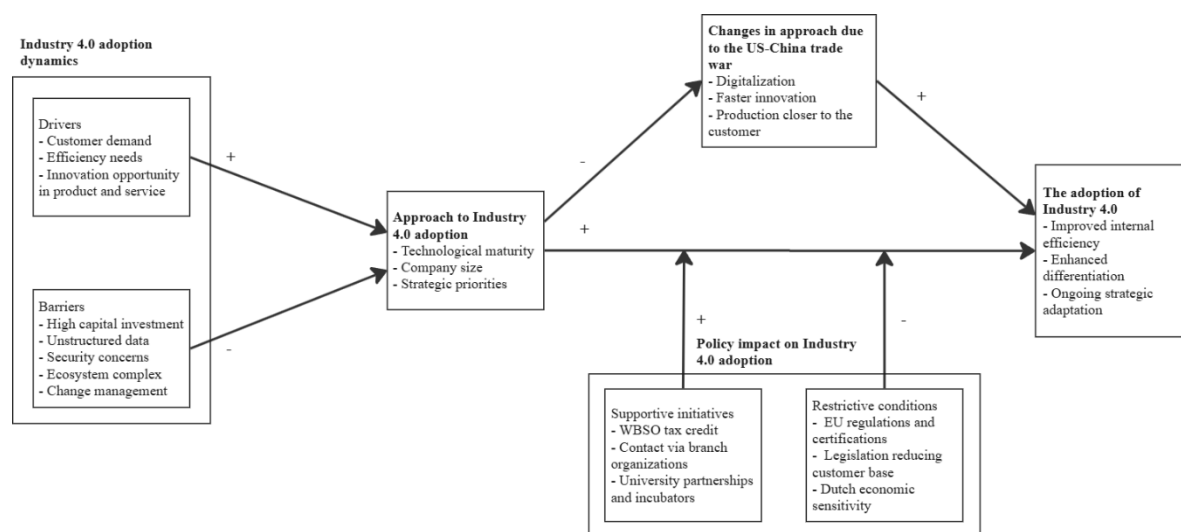 Industry 4.0 adoption
dynamics
Drivers
- Customer demand
- Efficiency needs
- Innovation opportunity
in product and service
+
Barriers
- High capital investment
- Unstructured data
- Security concerns
- Ecosystem complex
- Change management
-
Approach to Industry
4.0 adoption
- Technological maturity
- Company size
- Strategic priorities
-
+
Changes in approach due
to the US-China trade
war
- Digitalization
- Faster innovation
- Production closer to the
customer
+
The adoption of
Industry 4.0
- Improved internal
efficiency
- Enhanced
differentiation
- Ongoing strategic
adaptation
+
-
Policy impact on Industry
4.0 adoption
Supportive initiatives
- WBSO tax credit
- Contact via branch
organizations
- University partnerships
and incubators
Restrictive conditions
- EU regulations and
certifications
- Legislation reducing
customer base
- Dutch economic
sensitivity